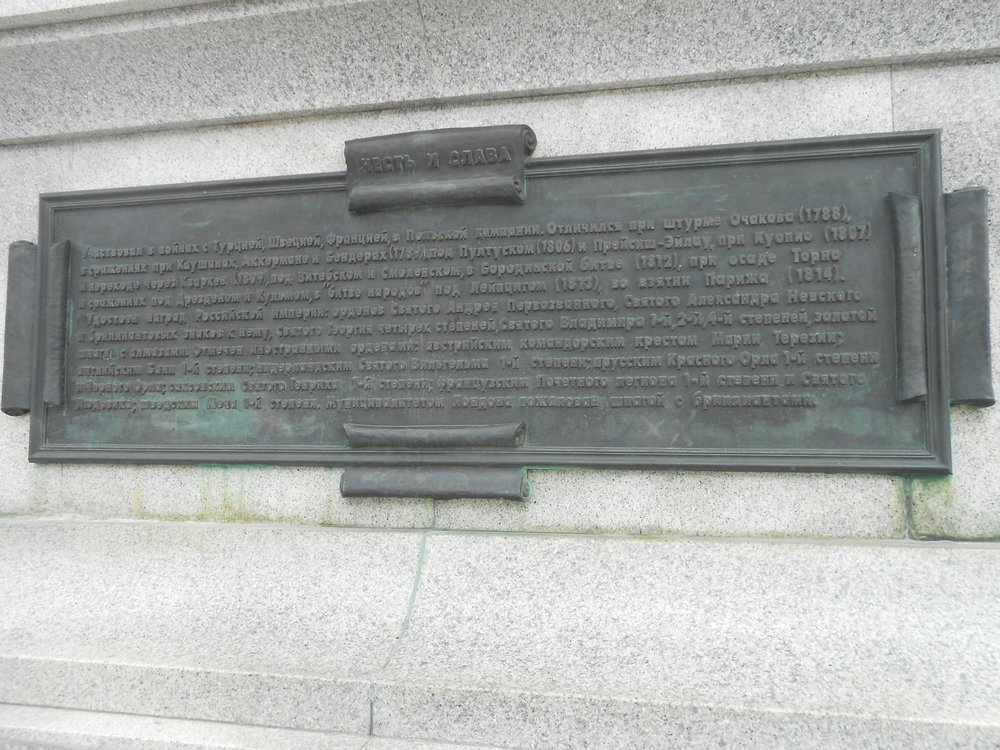 ЧЕСТЬ И СЛАВА
Участвовал в войнах с Турцией, Швецией, Францией, в Польской кампании. Отличился при штурме Очакова (1788),
в сражениях при Каушанах, Аккермане и Бендерах (1789), под Пултуском (1806) и Прейсиш-Эйлау, при Куопио (1807)
и переходе через Кваркен (1809), под Витебском и Смоленском, в Бородинской битве (1812), при осаде Торна
и сражениях под Дрезденом и Кульмом, в "битве народов" под Лейпцигом (1813), во взятии Парижа (1814).
Удостоен наград Российской империи: орденов Святого Андрея Первозванного, Святого Александра Невского
и бриллиантовых знаков к нему, Святого Георгия четырех степеней, Святого Владимира 2-й, 4-й степеней, золотой
шпаги с алмазами. Отмечен иностранными орденами: австрийским командорским крестом Марии Терезии;
английским Бани 1-й степени; нидерландским Святого Вильгельма 1-й степени; прусским Красного Орла 1-й степени
и Черного Орла; саксонским Святого Генриха 1-й степени; французским Почетного легиона 1-й степени и Святого
Людовика; шведским Меча 1-й степени. Муниципалитетом Лондона пожалован шпагой с бриллиантами.